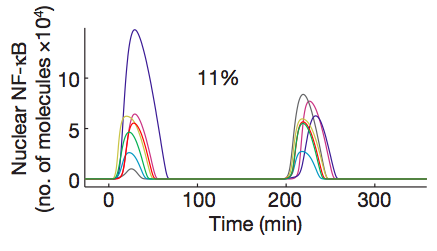 Nuclear NF-κB
(no. of molecules ×10⁴)
10
5
0
11%
0 100 200 300
Time (min)